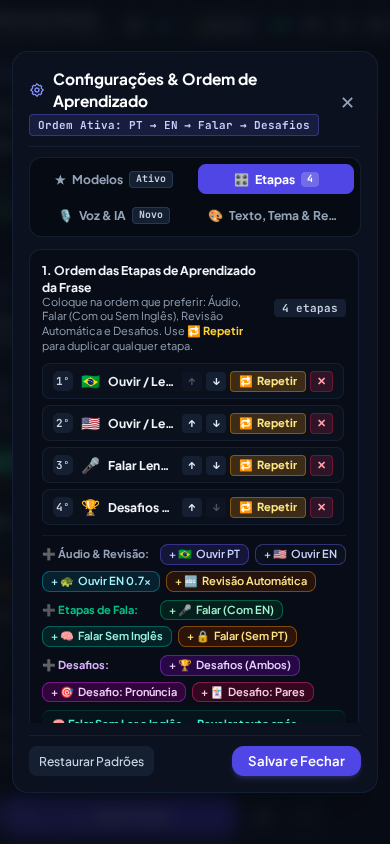 Configurações & Ordem de
Aprendizado
Ordem Ativa: PT → EN → Falar → Desafios
✕
★ Modelos Ativo
🎛️ Etapas 4
🎙️ Voz & IA Novo
🎨 Texto, Tema & Re…
1. Ordem das Etapas de Aprendizado
da Frase
Coloque na ordem que preferir: Áudio,
Falar (Com ou Sem Inglês), Revisão
Automática e Desafios. Use 🔁 Repetir
para duplicar qualquer etapa.
4 etapas
1° 🇧🇷 Ouvir / Le… ↑ ↓ 🔁 Repetir ✕
2° 🇺🇸 Ouvir / Le… ↑ ↓ 🔁 Repetir ✕
3° 🎤 Falar Len… ↑ ↓ 🔁 Repetir ✕
4° 🏆 Desafios … ↑ ↓ 🔁 Repetir ✕
➕ Áudio & Revisão: + 🇧🇷 Ouvir PT + 🇺🇸 Ouvir EN
+ 🐢 Ouvir EN 0.7x + 🔤 Revisão Automática
➕ Etapas de Fala: + 🎤 Falar (Com EN)
+ 🧠 Falar Sem Inglês + 🔒 Falar (Sem PT)
➕ Desafios: + 🏆 Desafios (Ambos)
+ 🎯 Desafio: Pronúncia + 🃏 Desafio: Pares
🧠 Falar Sem Ler o Inglês
Restaurar Padrões
Salvar e Fechar